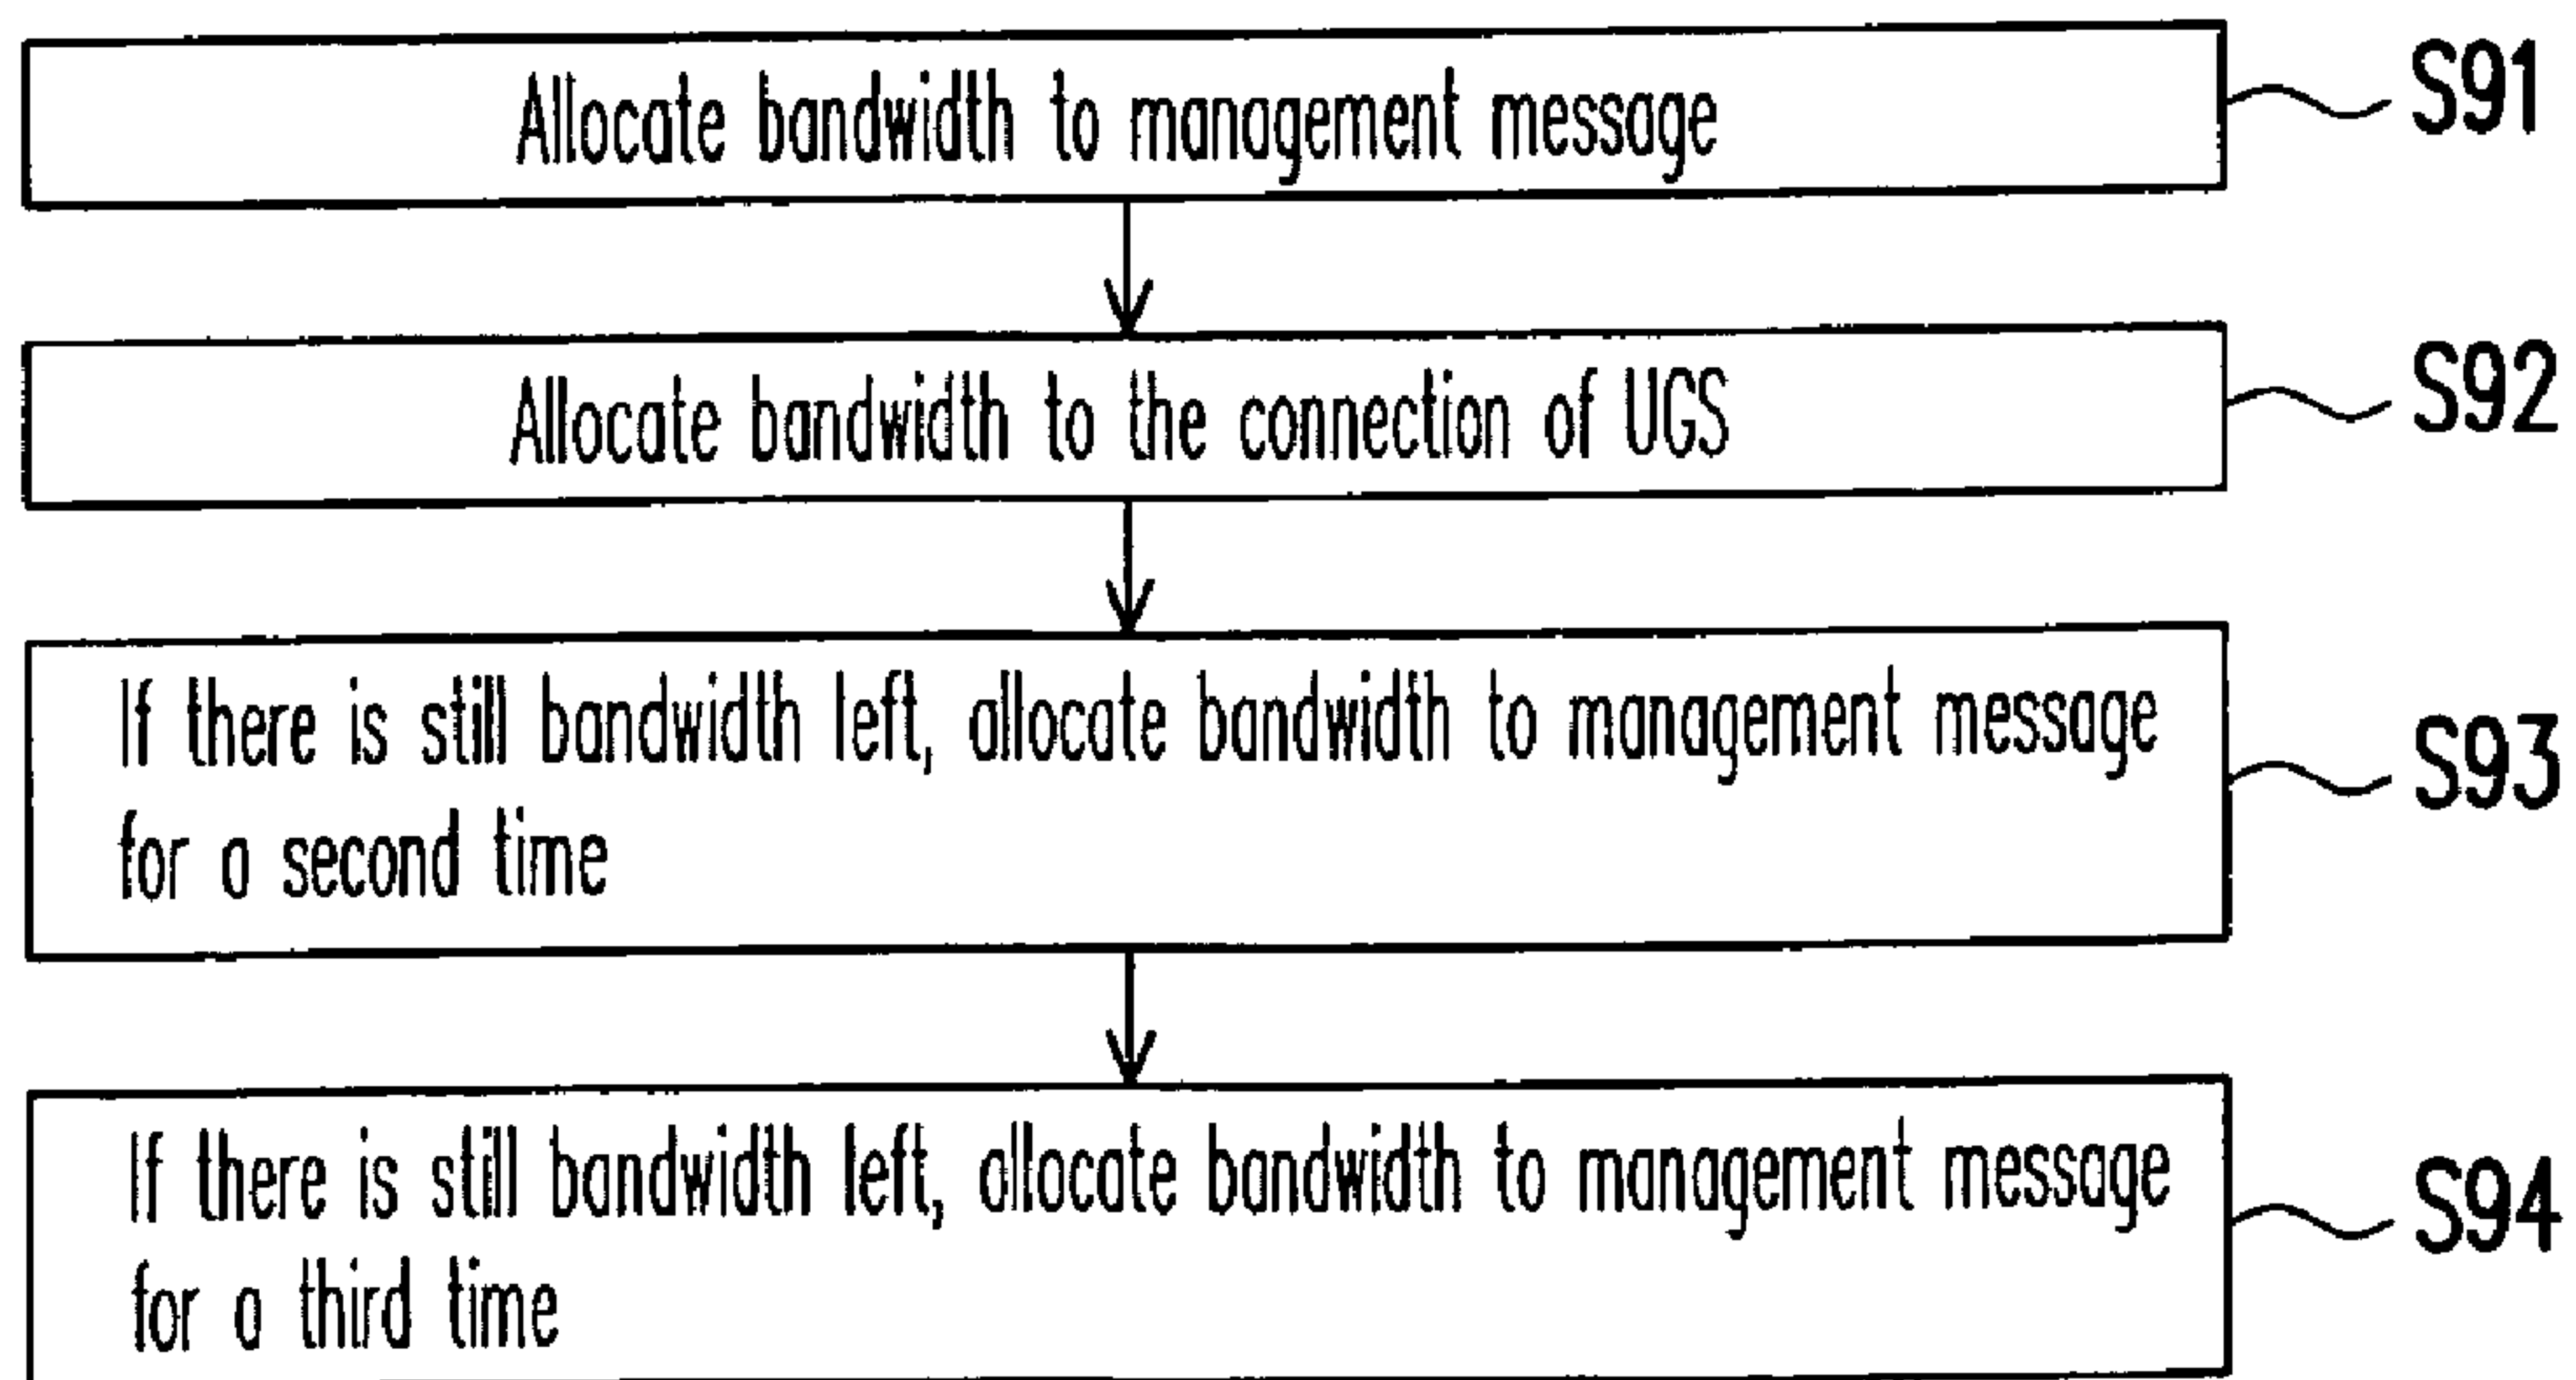 Allocate bandwidth to management message
S91
Allocate bandwidth to the connection of UGS
S92
If there is still bandwidth left, allocate bandwidth to management message
for a second time
S93
If there is still bandwidth left, allocate bandwidth to management message
for a third time
S94